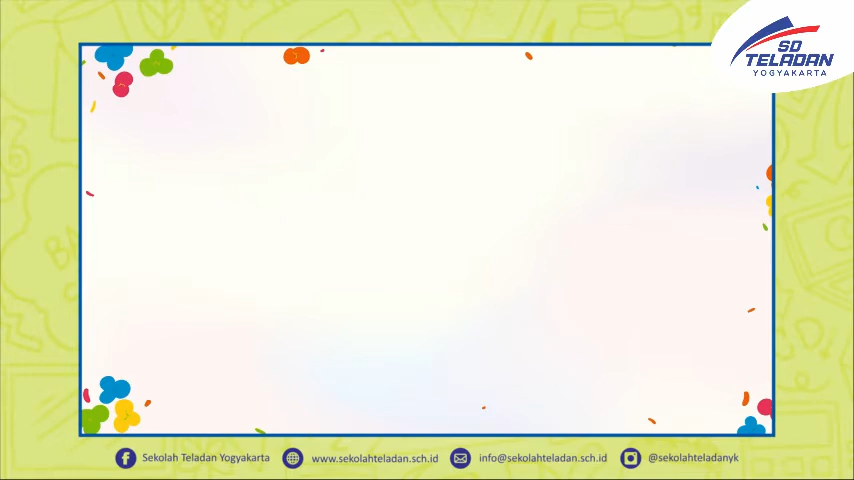 SD
TELADAN
YOGYAKARTA
Sekolah Teladan Yogyakarta
www.sekolahteladan.sch.id
info@sekolahteladan.sch.id
@sekolahteladanyk